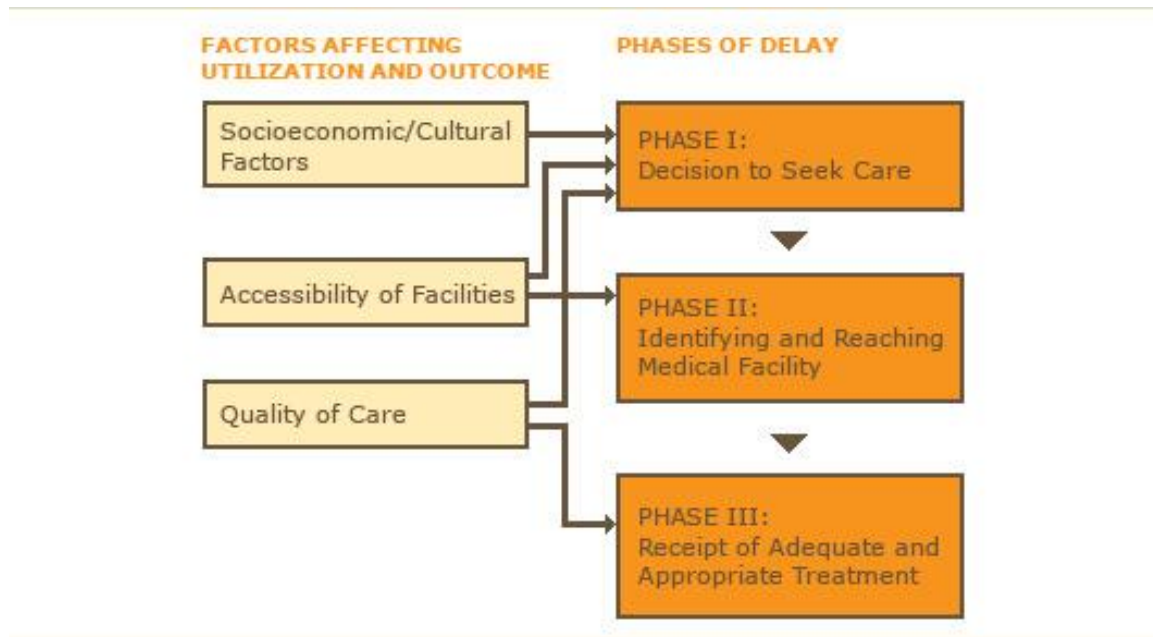 FACTORS AFFECTING
UTILIZATION AND OUTCOME
Socioeconomic/Cultural
Factors
Accessibility of Facilities
Quality of Care
PHASES OF DELAY
PHASE I:
Decision to Seek Care
PHASE II:
Identifying and Reaching
Medical Facility
PHASE III:
Receipt of Adequate and
Appropriate Treatment